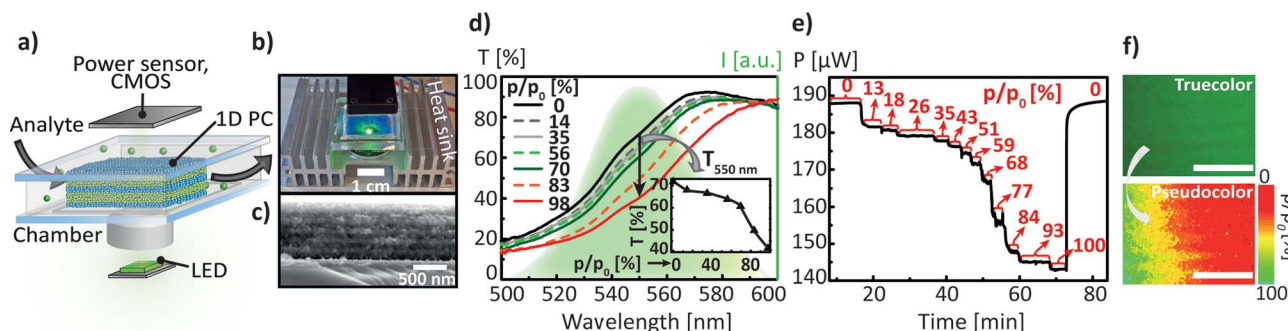 a)
Power sensor,
CMOS
Analyte
1D PC
Chamber
LED
b)
Heat sink
1 cm
c)
500 nm
d)
T [%]
I [a.u.]
100
80
60
40
20
0
p/p₀ [%]
0
14
35
56
70
83
98
T₅₅₀ ₙₘ
70
60
50
40
T [%]
p/p₀ [%]
0
40
80
500
520
540
560
580
600
Wavelength [nm]
e)
P [µW]
190
180
170
160
150
140
0
13
18
26
35
43
51
59
68
77
84
93
100
0
p/p₀ [%]
20
40
60
80
Time [min]
f)
Truecolor
Pseudocolor
0
100